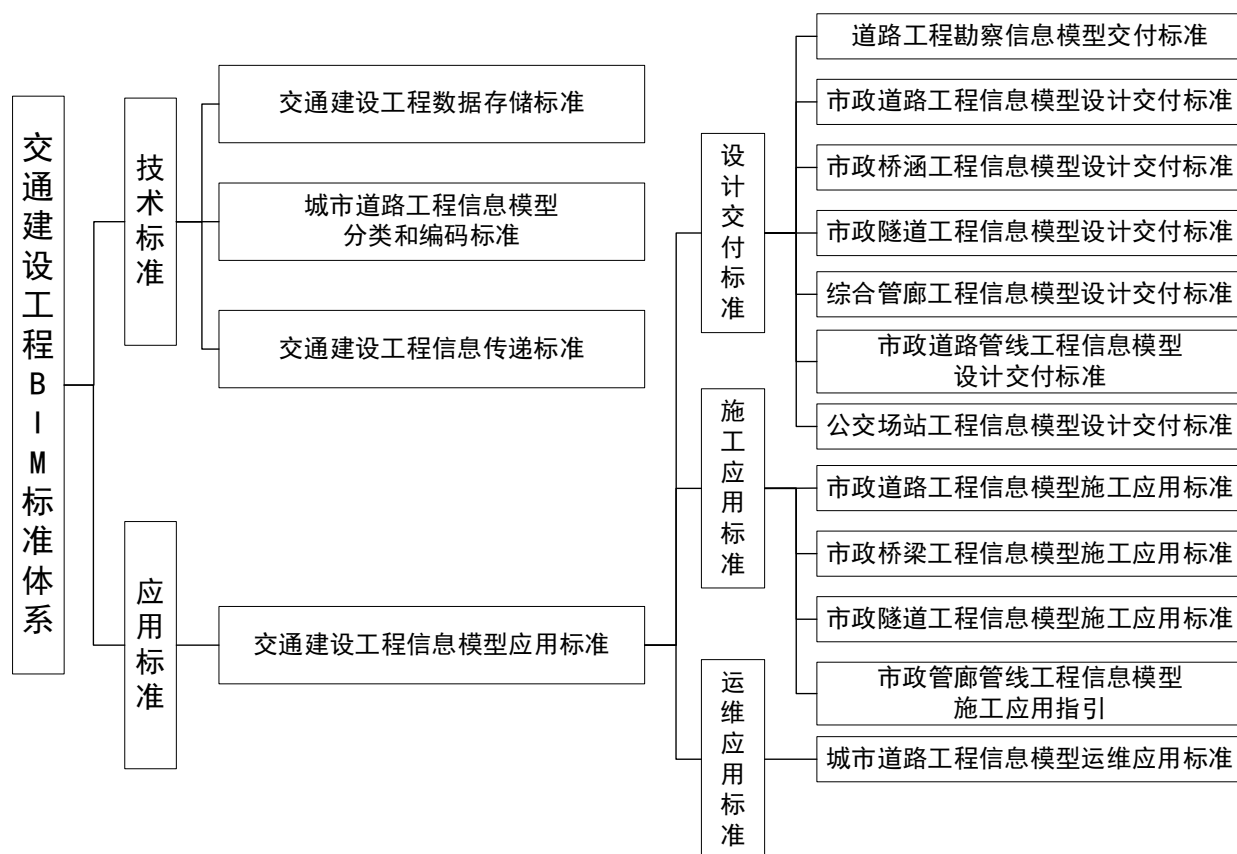 交通建设工程BIM标准体系
技术标准
交通建设工程数据存储标准
城市道路工程信息模型
分类和编码标准
交通建设工程信息传递标准
应用标准
交通建设工程信息模型应用标准
设计交付标准
道路工程勘察信息模型交付标准
市政道路工程信息模型设计交付标准
市政桥涵工程信息模型设计交付标准
市政隧道工程信息模型设计交付标准
综合管廊工程信息模型设计交付标准
市政道路管线工程信息模型
设计交付标准
公交场站工程信息模型设计交付标准
施工应用标准
市政道路工程信息模型施工应用标准
市政桥梁工程信息模型施工应用标准
市政隧道工程信息模型施工应用标准
市政管廊管线工程信息模型
施工应用指引
运维应用标准
城市道路工程信息模型运维应用标准